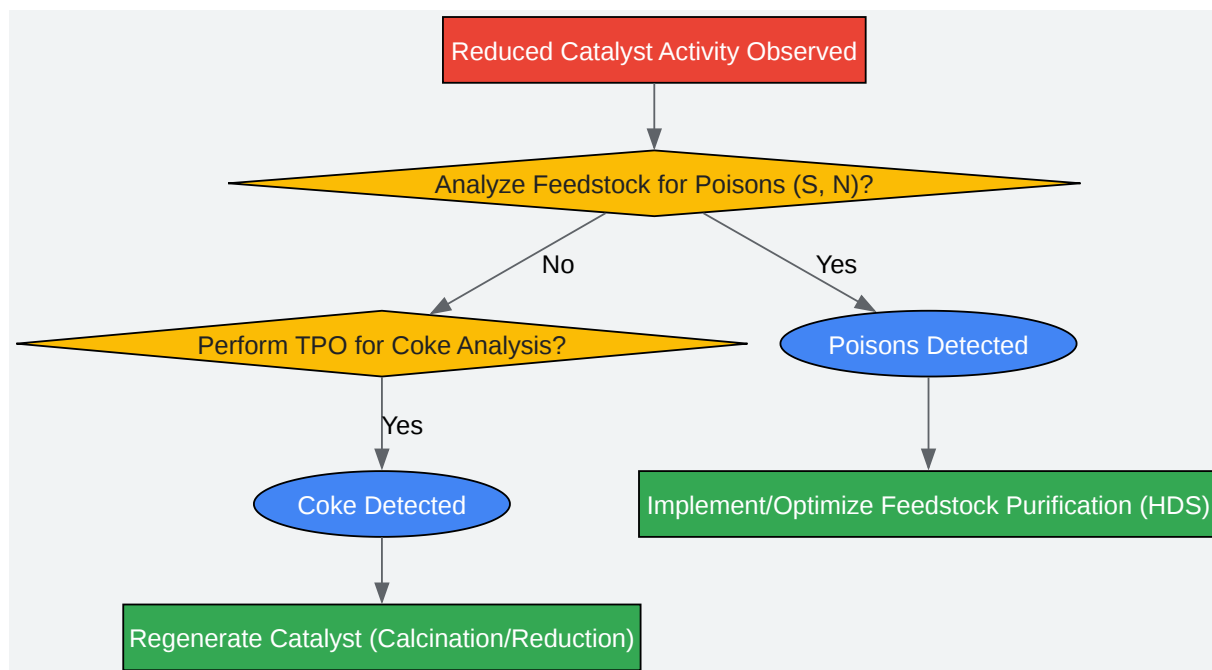 Reduced Catalyst Activity Observed
Analyze Feedstock for Poisons (S, N)?
No
Yes
Perform TPO for Coke Analysis?
Poisons Detected
Yes
Coke Detected
Implement/Optimize Feedstock Purification (HDS)
Regenerate Catalyst (Calcination/Reduction)